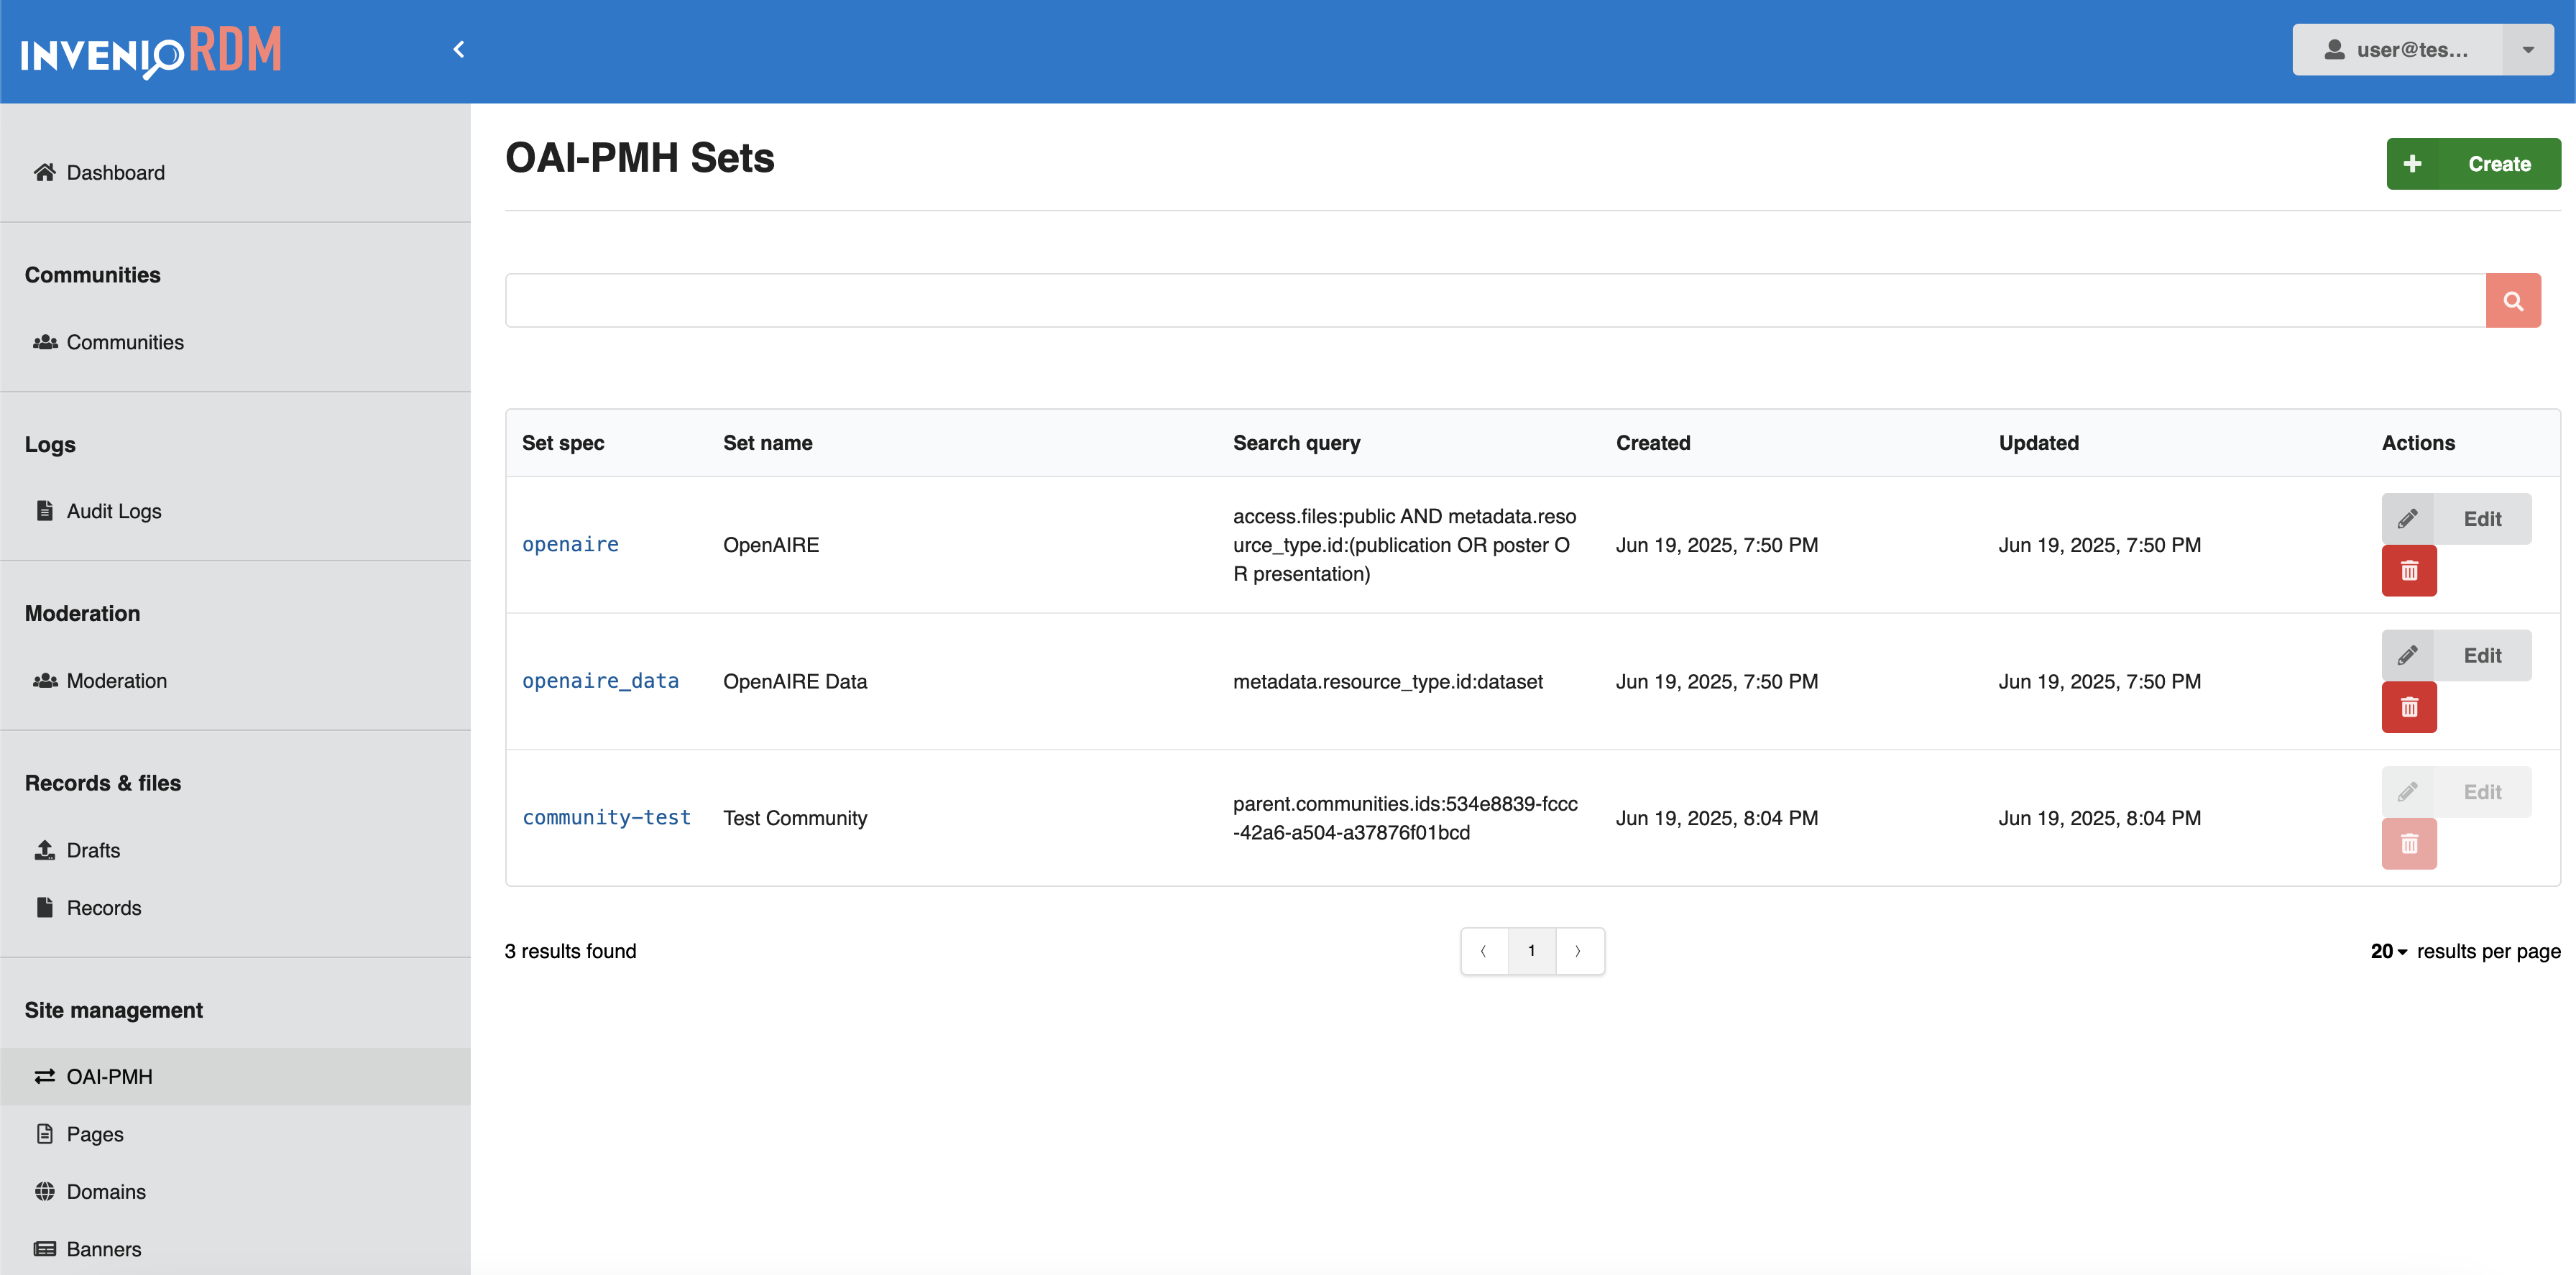 INVENIO RDM
user@tes...
Dashboard
Communities
Communities
Logs
Audit Logs
Moderation
Moderation
Records & files
Drafts
Records
Site management
OAI-PMH
Pages
Domains
Banners
OAI-PMH Sets
Create
Set spec Set name Search query Created Updated Actions
openaire OpenAIRE access.files:public AND metadata.reso
urce_type.id:(publication OR poster O
R presentation) Jun 19, 2025, 7:50 PM Jun 19, 2025, 7:50 PM Edit
openaire_data OpenAIRE Data metadata.resource_type.id:dataset Jun 19, 2025, 7:50 PM Jun 19, 2025, 7:50 PM Edit
community-test Test Community parent.communities.ids:534e8839-fccc
-42a6-a504-a37876f01bcd Jun 19, 2025, 8:04 PM Jun 19, 2025, 8:04 PM Edit
3 results found
1
20 results per page